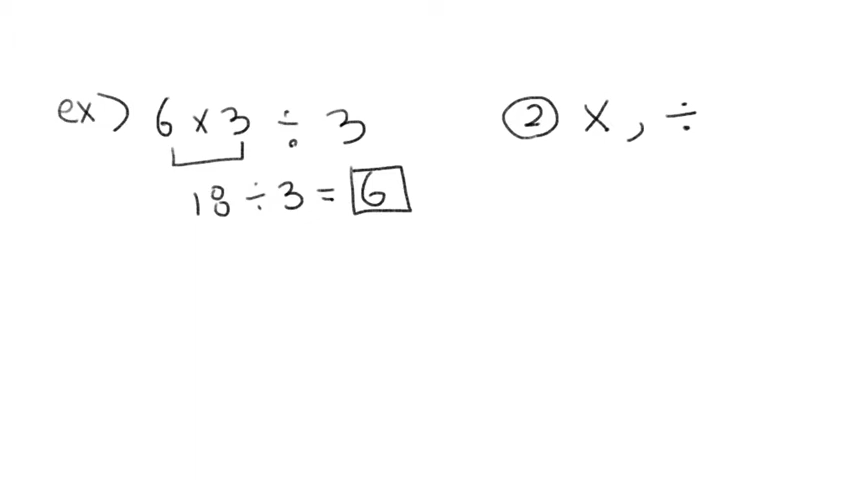 ex) 6 x 3 ÷ 3
18 ÷ 3 = 6
② x , ÷